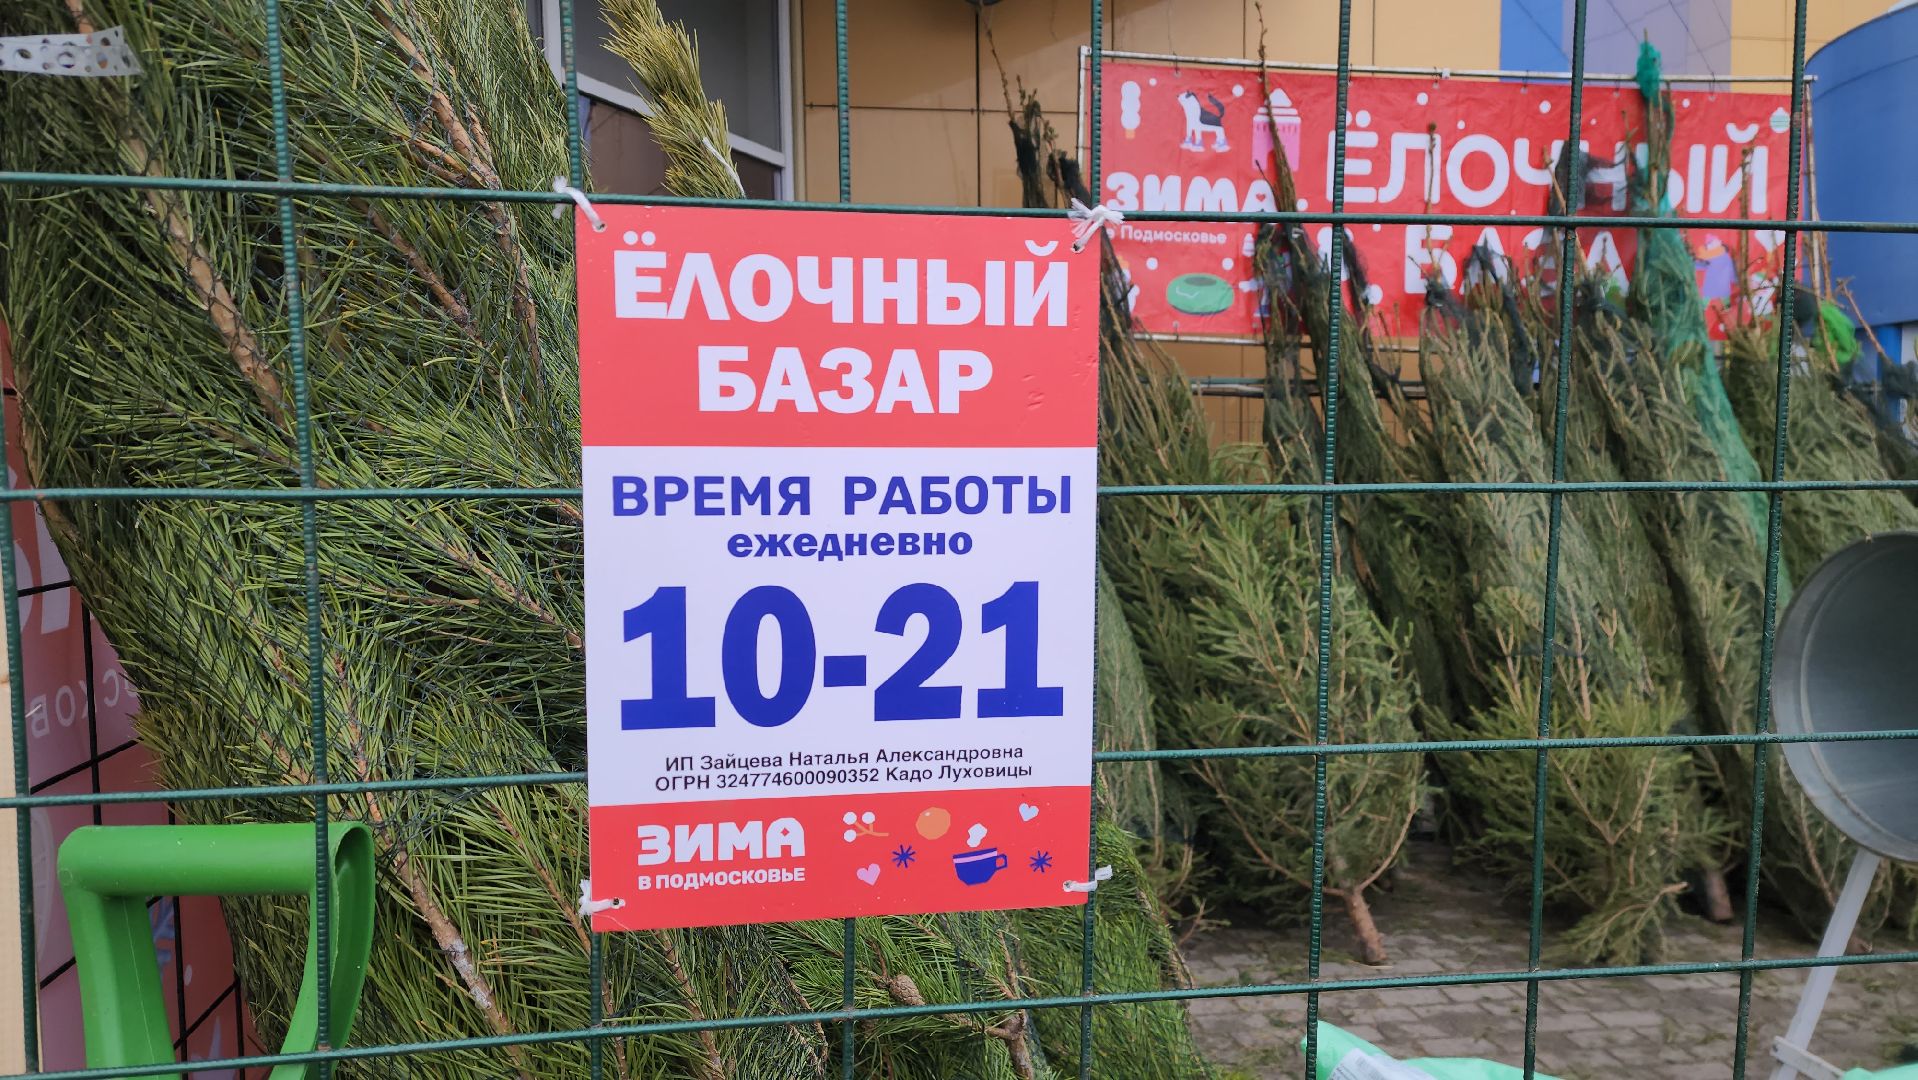 ЁЛОЧНЫЙ
БАЗАР
ВРЕМЯ РАБОТЫ
ежедневно
10-21
ИП Зайцева Наталья Александровна
ОГРН 324774600090352 Кадо Луховицы
ЗИМА
В ПОДМОСКОВЬЕ
ЗИМА
в Подмосковье
ЁЛОЧНЫЙ
БАЗАР